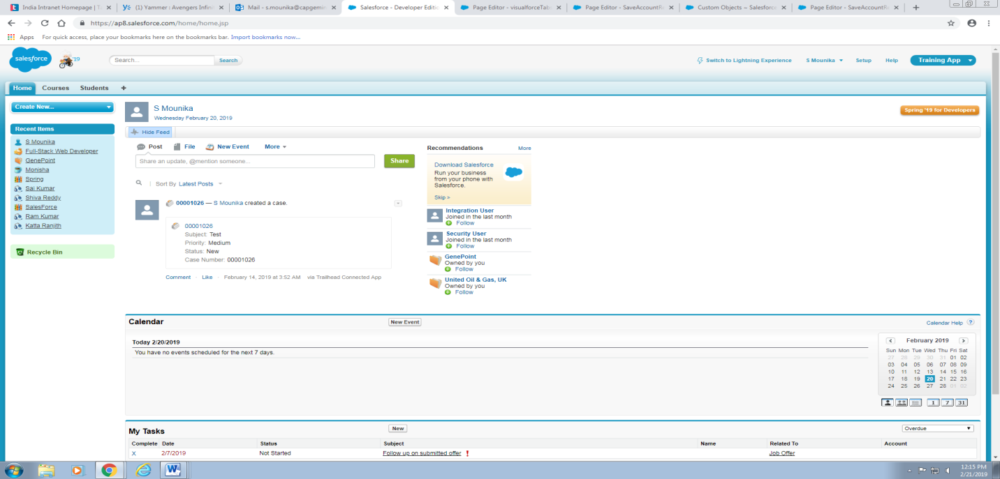 India Intranet Homepage | T
(1) Yammer : Avengers Infini
Mail - s.mounika@capgemin
Salesforce - Developer Editio
Page Editor - visualforceTab
Page Editor - SaveAccountR
Custom Objects ~ Salesforce
Page Editor - SaveAccountR
https://ap8.salesforce.com/home/home.jsp
Apps For quick access, place your bookmarks here on the bookmarks bar. Import bookmarks now...
salesforce '19 Search... Search Switch to Lightning Experience S Mounika Setup Help Training App
Home Courses Students +
Create New...
S Mounika
Wednesday February 20, 2019
Spring '19 for Developers
Recent Items
S Mounika
Full-Stack Web Developer
GenePoint
Monisha
Spring
Sai Kumar
Shiva Reddy
SalesForce
Ram Kumar
Katta Ranjith
Recycle Bin
Hide Feed
Post File New Event More
Share an update, @mention someone... Share
Sort By Latest Posts
00001026 — S Mounika created a case.
00001026
Subject: Test
Priority: Medium
Status: New
Case Number: 00001026
Comment · Like · February 14, 2019 at 3:52 AM via Trailhead Connected App
Recommendations More
Download Salesforce
Run your business
from your phone with
Salesforce.
Skip >
Integration User
Joined in the last month
Follow
Security User
Joined in the last month
Follow
GenePoint
Owned by you
Follow
United Oil & Gas, UK
Owned by you
Follow
Calendar New Event Calendar Help ?
Today 2/20/2019
You have no events scheduled for the next 7 days.
< February 2019 >
Sun Mon Tue Wed Thu Fri Sat
27 28 29 30 31 01 02
03 04 05 06 07 08 09
10 11 12 13 14 15 16
17 18 19 20 21 22 23
24 25 26 27 28 01 02
1 7 31
My Tasks New Overdue
Complete Date Status Subject Name Related To Account
X 2/7/2019 Not Started Follow up on submitted offer ! Job Offer
12:15 PM
2/21/2019